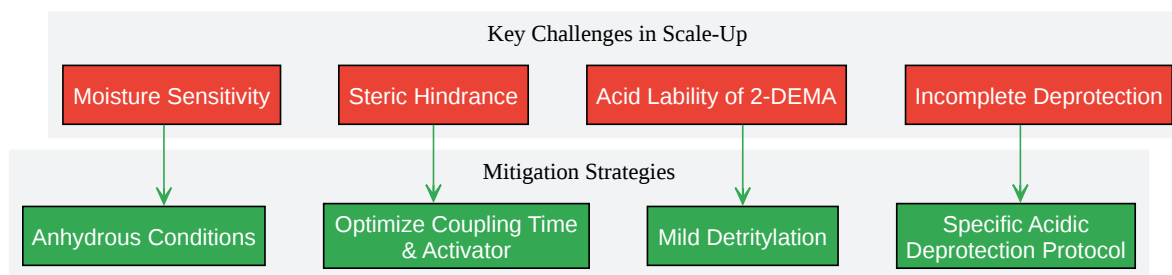 Key Challenges in Scale-Up
Moisture Sensitivity
Steric Hindrance
Acid Lability of 2-DEMA
Incomplete Deprotection
Mitigation Strategies
Anhydrous Conditions
Optimize Coupling Time
& Activator
Mild Detritylation
Specific Acidic
Deprotection Protocol